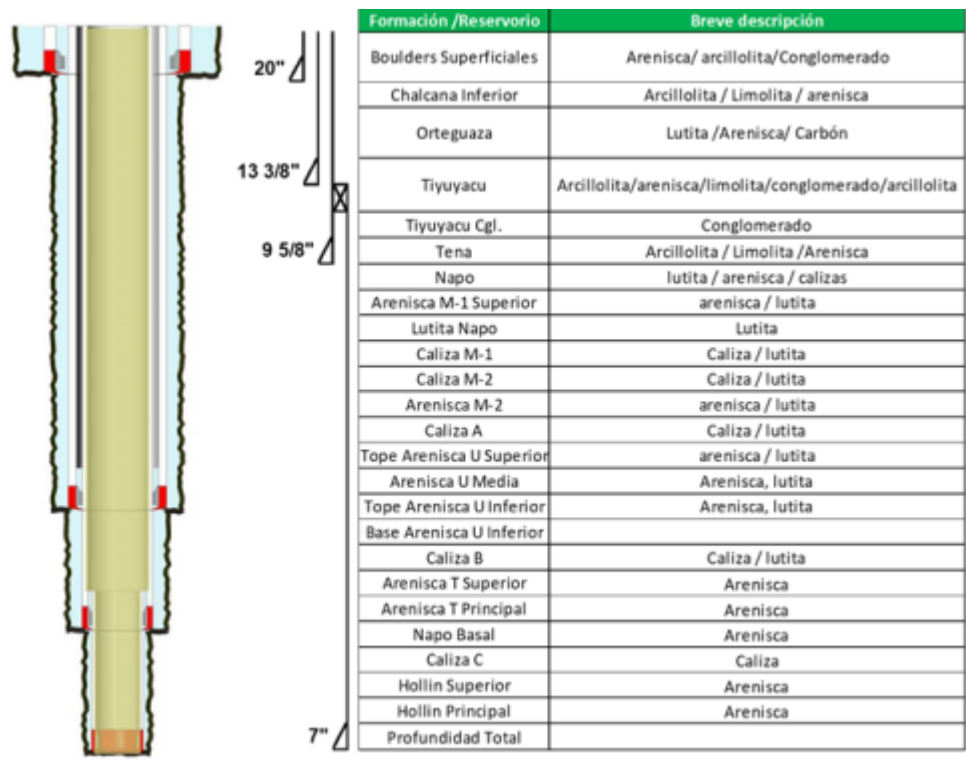 Formación /Reservorio Breve descripción
20" Boulders Superficiales Arenisca/ arcillolita/Conglomerado
Chalcana Inferior Arcillolita / Limolita / arenisca
Orteguaza Lutita /Arenisca/ Carbón
13 3/8" Tiyuyacu Arcillolita/arenisca/limolita/conglomerado/arcillolita
Tiyuyacu Cgl. Conglomerado
9 5/8" Tena Arcillolita / Limolita /Arenisca
Napo lutita / arenisca / calizas
Arenisca M-1 Superior arenisca / lutita
Lutita Napo Lutita
Caliza M-1 Caliza / lutita
Caliza M-2 Caliza / lutita
Arenisca M-2 arenisca / lutita
Caliza A Caliza / lutita
Tope Arenisca U Superior arenisca / lutita
Arenisca U Media Arenisca, lutita
Tope Arenisca U Inferior Arenisca, lutita
Base Arenisca U Inferior
Caliza B Caliza / lutita
Arenisca T Superior Arenisca
Arenisca T Principal Arenisca
Napo Basal Arenisca
Caliza C Caliza
Hollin Superior Arenisca
Hollin Principal Arenisca
7" Profundidad Total